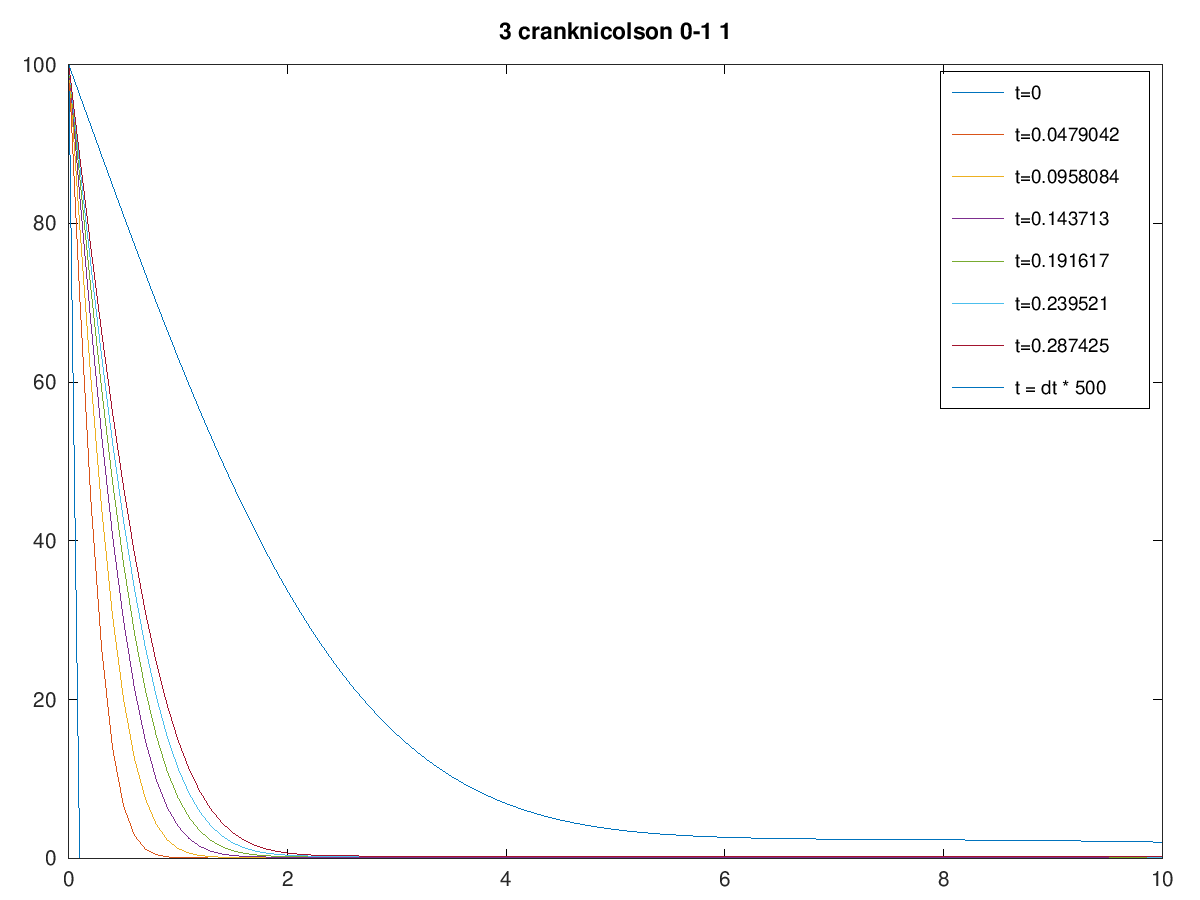 3 cranknicolson 0-1 1
100
80
60
40
20
0
0 2 4 6 8 10
t=0
t=0.0479042
t=0.0958084
t=0.143713
t=0.191617
t=0.239521
t=0.287425
t = dt * 500